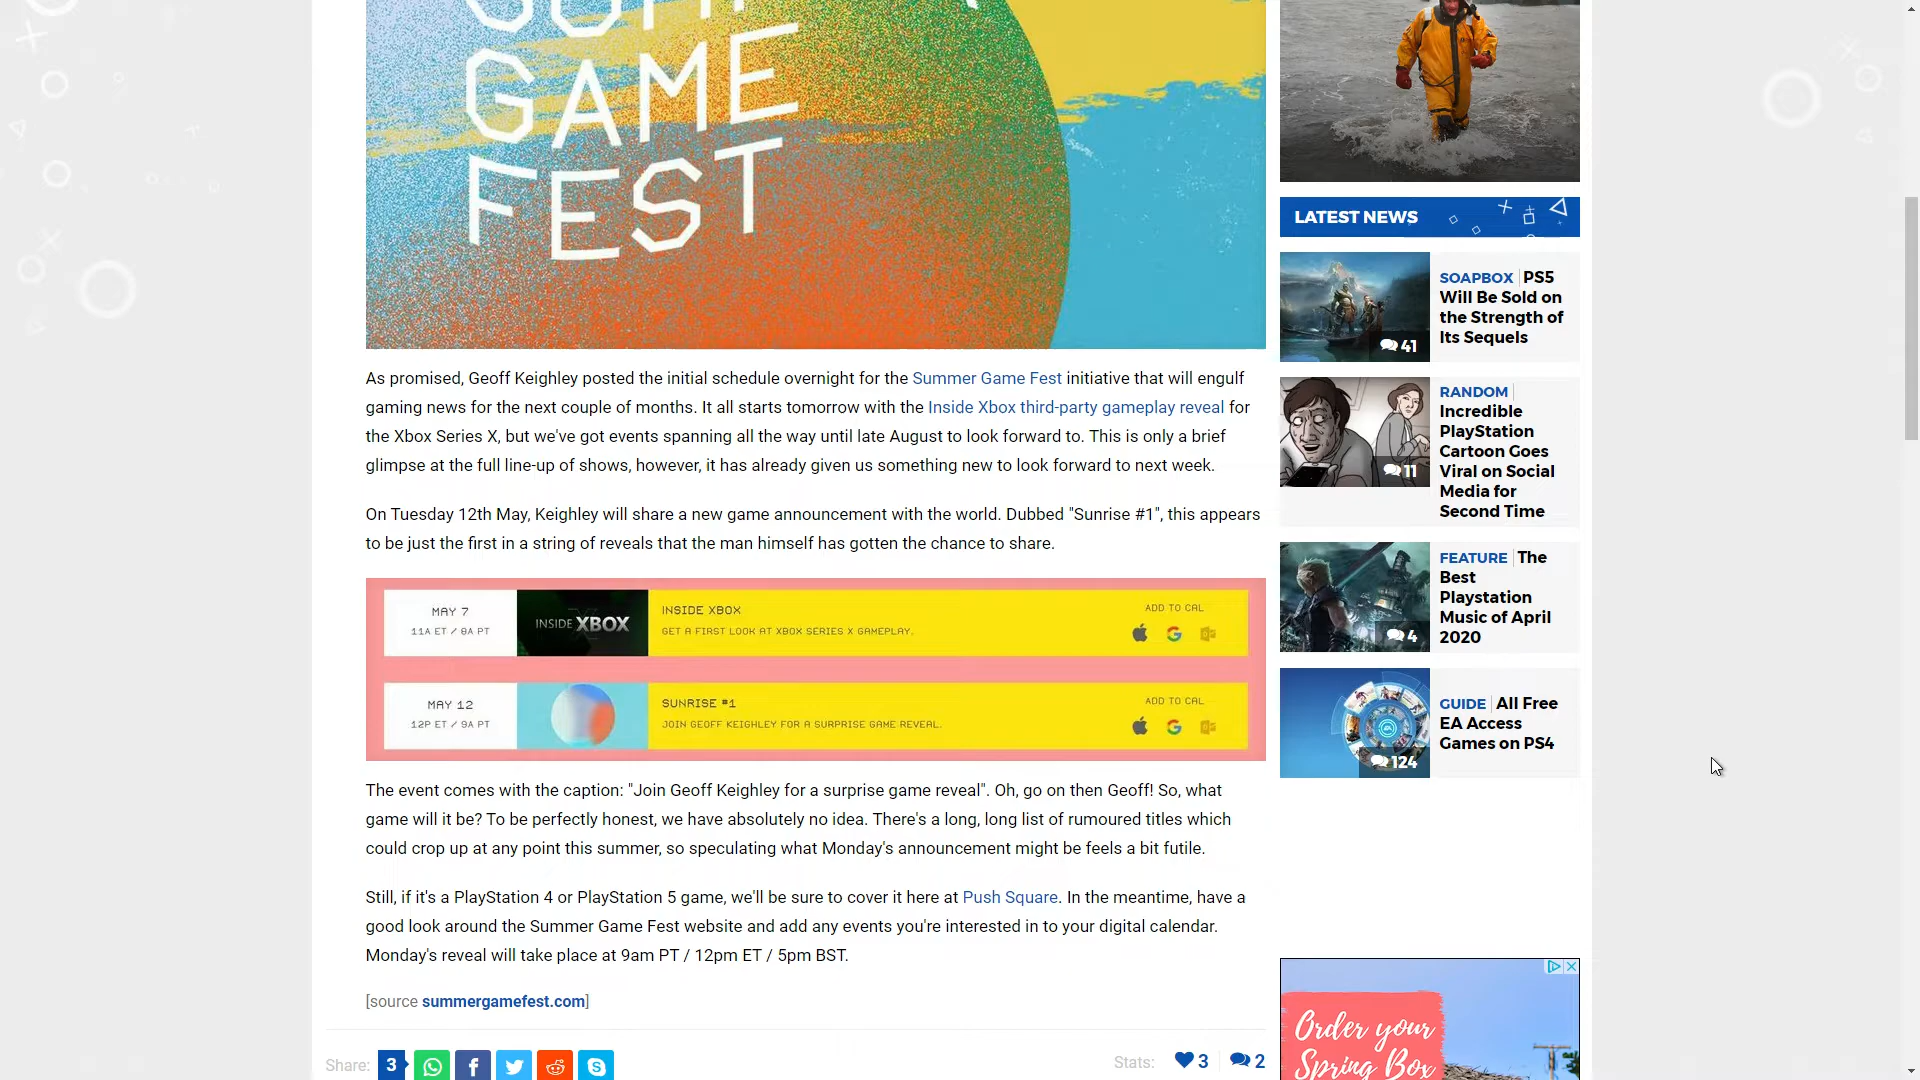 GAME
FEST
As promised, Geoff Keighley posted the initial schedule overnight for the Summer Game Fest initiative that will engulf
gaming news for the next couple of months. It all starts tomorrow with the Inside Xbox third-party gameplay reveal for
the Xbox Series X, but we've got events spanning all the way until late August to look forward to. This is only a brief
glimpse at the full line-up of shows, however, it has already given us something new to look forward to next week.
On Tuesday 12th May, Keighley will share a new game announcement with the world. Dubbed "Sunrise #1", this appears
to be just the first in a string of reveals that the man himself has gotten the chance to share.
MAY 7
11A ET / 8A PT
INSIDE XBOX
INSIDE XBOX
GET A FIRST LOOK AT XBOX SERIES X GAMEPLAY.
ADD TO CAL
MAY 12
12P ET / 9A PT
SUNRISE #1
JOIN GEOFF KEIGHLEY FOR A SURPRISE GAME REVEAL.
ADD TO CAL
The event comes with the caption: "Join Geoff Keighley for a surprise game reveal". Oh, go on then Geoff! So, what
game will it be? To be perfectly honest, we have absolutely no idea. There's a long, long list of rumoured titles which
could crop up at any point this summer, so speculating what Monday's announcement might be feels a bit futile.
Still, if it's a PlayStation 4 or PlayStation 5 game, we'll be sure to cover it here at Push Square. In the meantime, have a
good look around the Summer Game Fest website and add any events you're interested in to your digital calendar.
Monday's reveal will take place at 9am PT / 12pm ET / 5pm BST.
[source summergamefest.com]
Share: 3
Stats: 3 2
LATEST NEWS
41
SOAPBOX PS5
Will Be Sold on
the Strength of
Its Sequels
11
RANDOM
Incredible
PlayStation
Cartoon Goes
Viral on Social
Media for
Second Time
4
FEATURE The
Best
Playstation
Music of April
2020
124
GUIDE All Free
EA Access
Games on PS4
Order your
Spring Box